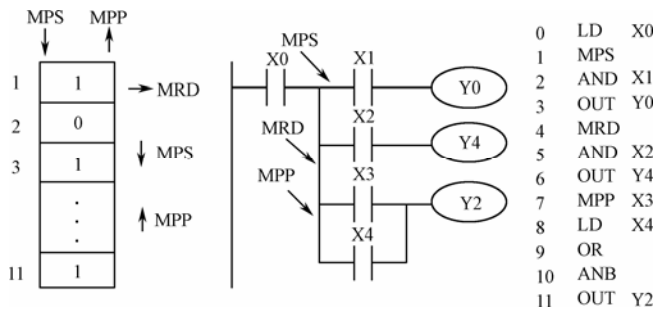 MPS MPP
1 1 MRD
2 0
3 1 MPS
MPP
11 1
MPS
X0 X1 Y0
X2
MRD Y4
MPP X3
Y2
X4
0 LD X0
1 MPS
2 AND X1
3 OUT Y0
4 MRD
5 AND X2
6 OUT Y4
7 MPP X3
8 LD X4
9 OR
10 ANB
11 OUT Y2